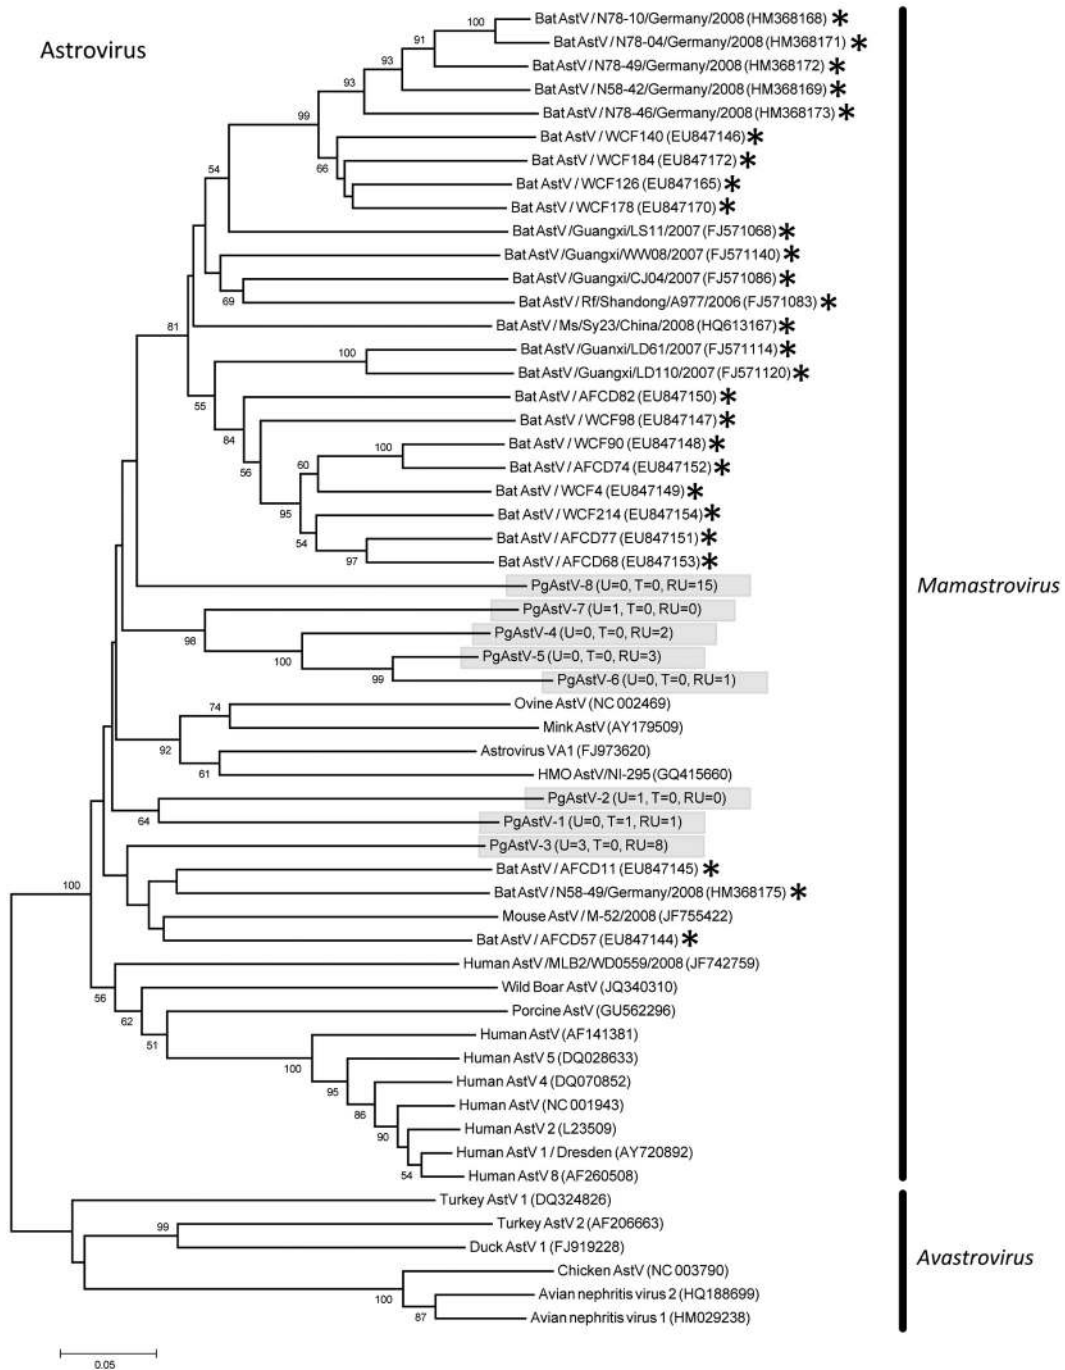 Astrovirus
100
Bat AstV/N78-10/Germany/2008 (HM368168) *
Bat AstV/N78-04/Germany/2008 (HM368171) *
91
Bat AstV/N78-49/Germany/2008 (HM368172) *
93
Bat AstV/N58-42/Germany/2008 (HM368169) *
93
Bat AstV/N78-46/Germany/2008 (HM368173) *
99
Bat AstV/WCF140 (EU847146) *
Bat AstV/WCF184 (EU847172) *
66
Bat AstV/WCF126 (EU847165) *
54
Bat AstV/WCF178 (EU847170) *
Bat AstV/Guangxi/LS11/2007 (FJ571068) *
Bat AstV/Guangxi/WW08/2007 (FJ571140) *
Bat AstV/Guangxi/CJ04/2007 (FJ571086) *
69
Bat AstV/Rf/Shandong/A977/2006 (FJ571083) *
81
Bat AstV/Ms/Sy23/China/2008 (HQ613167) *
Bat AstV/Guanxi/LD61/2007 (FJ571114) *
100
Bat AstV/Guangxi/LD110/2007 (FJ571120) *
55
Bat AstV/AFCD82 (EU847150) *
84
Bat AstV/WCF98 (EU847147) *
Bat AstV/WCF90 (EU847148) *
100
56
60
Bat AstV/AFCD74 (EU847152) *
Bat AstV/WCF4 (EU847149) *
95
Bat AstV/WCF214 (EU847154) *
54
Bat AstV/AFCD77 (EU847151) *
97
Bat AstV/AFCD68 (EU847153) *
PgAstV-8 (U=0, T=0, RU=15)
Mamastrovirus
PgAstV-7 (U=1, T=0, RU=0)
98
PgAstV-4 (U=0, T=0, RU=2)
100
PgAstV-5 (U=0, T=0, RU=3)
99
PgAstV-6 (U=0, T=0, RU=1)
Ovine AstV (NC 002469)
74
Mink AstV (AY179509)
92
Astrovirus VA1 (FJ973620)
61
HMO AstV/NI-295 (GQ415660)
PgAstV-2 (U=1, T=0, RU=0)
64
PgAstV-1 (U=0, T=1, RU=1)
PgAstV-3 (U=3, T=0, RU=8)
Bat AstV/AFCD11 (EU847145) *
100
Bat AstV/N58-49/Germany/2008 (HM368175) *
Mouse AstV/M-52/2008 (JF755422)
Bat AstV/AFCD57 (EU847144) *
Human AstV/MLB2/WD0559/2008 (JF742759)
56
Wild Boar AstV (JQ340310)
62
Porcine AstV (GU562296)
51
Human AstV (AF141381)
100
Human AstV 5 (DQ028633)
95
Human AstV 4 (DQ070852)
86
Human AstV (NC 001943)
90
Human AstV 2 (L23509)
Human AstV 1/Dresden (AY720892)
54
Human AstV 8 (AF260508)
Turkey AstV 1 (DQ324826)
99
Turkey AstV 2 (AF206663)
Duck AstV 1 (FJ919228)
Avastrovirus
Chicken AstV (NC 003790)
100
Avian nephritis virus 2 (HQ188699)
87
Avian nephritis virus 1 (HM029238)
0.05